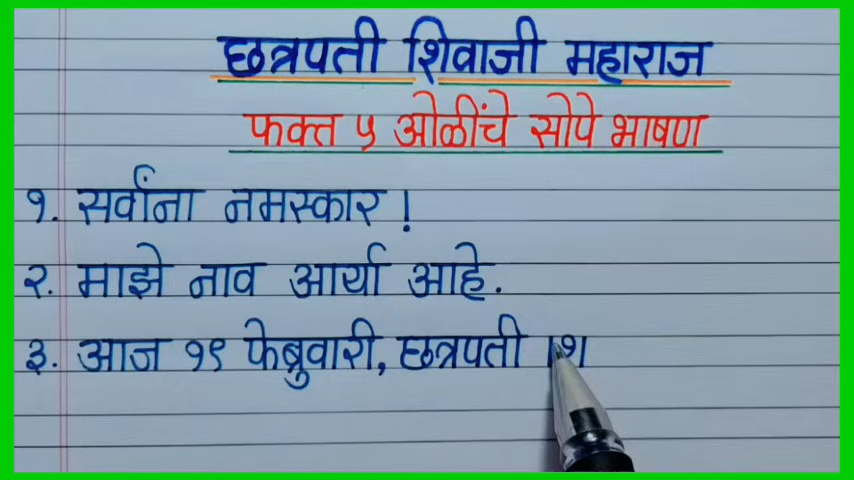 छत्रपती शिवाजी महाराज
फक्त ५ ओळींचे सोपे भाषण
१. सर्वांना नमस्कार !
२. माझे नाव आर्या आहे.
३. आज १९ फेब्रुवारी, छत्रपती